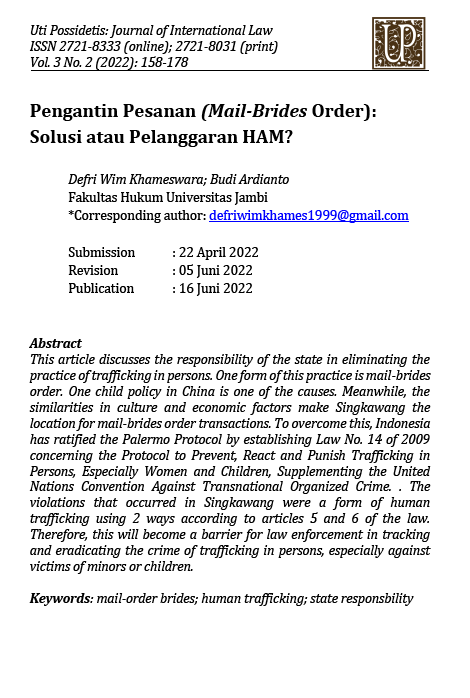 Uti Possidetis: Journal of International Law
ISSN 2721-8333 (online); 2721-8031 (print)
Vol. 3 No. 2 (2022): 158-178
UP
Pengantin Pesanan (Mail-Brides Order):
Solusi atau Pelanggaran HAM?
Defri Wim Khameswara; Budi Ardianto
Fakultas Hukum Universitas Jambi
*Corresponding author: defriwimkhames1999@gmail.com
Submission : 22 April 2022
Revision : 05 Juni 2022
Publication : 16 Juni 2022
Abstract
This article discusses the responsibility of the state in eliminating the
practice of trafficking in persons. One form of this practice is mail-brides
order. One child policy in China is one of the causes. Meanwhile, the
similarities in culture and economic factors make Singkawang the
location for mail-brides order transactions. To overcome this, Indonesia
has ratified the Palermo Protocol by establishing Law No. 14 of 2009
concerning the Protocol to Prevent, React and Punish Trafficking in
Persons, Especially Women and Children, Supplementing the United
Nations Convention Against Transnational Organized Crime. . The
violations that occurred in Singkawang were a form of human
trafficking using 2 ways according to articles 5 and 6 of the law.
Therefore, this will become a barrier for law enforcement in tracking
and eradicating the crime of trafficking in persons, especially against
victims of minors or children.
Keywords: mail-order brides; human trafficking; state responsbility